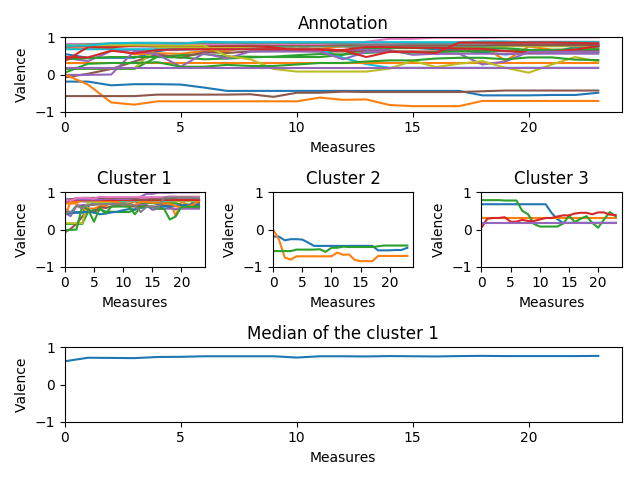 Annotation
Valence
1
0
−1
0 5 10 15 20
Measures
Cluster 1 Cluster 2 Cluster 3
Valence Valence Valence
1 1 1
0 0 0
−1 −1 −1
0 5 10 15 20 0 5 10 15 20 0 5 10 15 20
Measures Measures Measures
Median of the cluster 1
Valence
1
0
−1
0 5 10 15 20
Measures